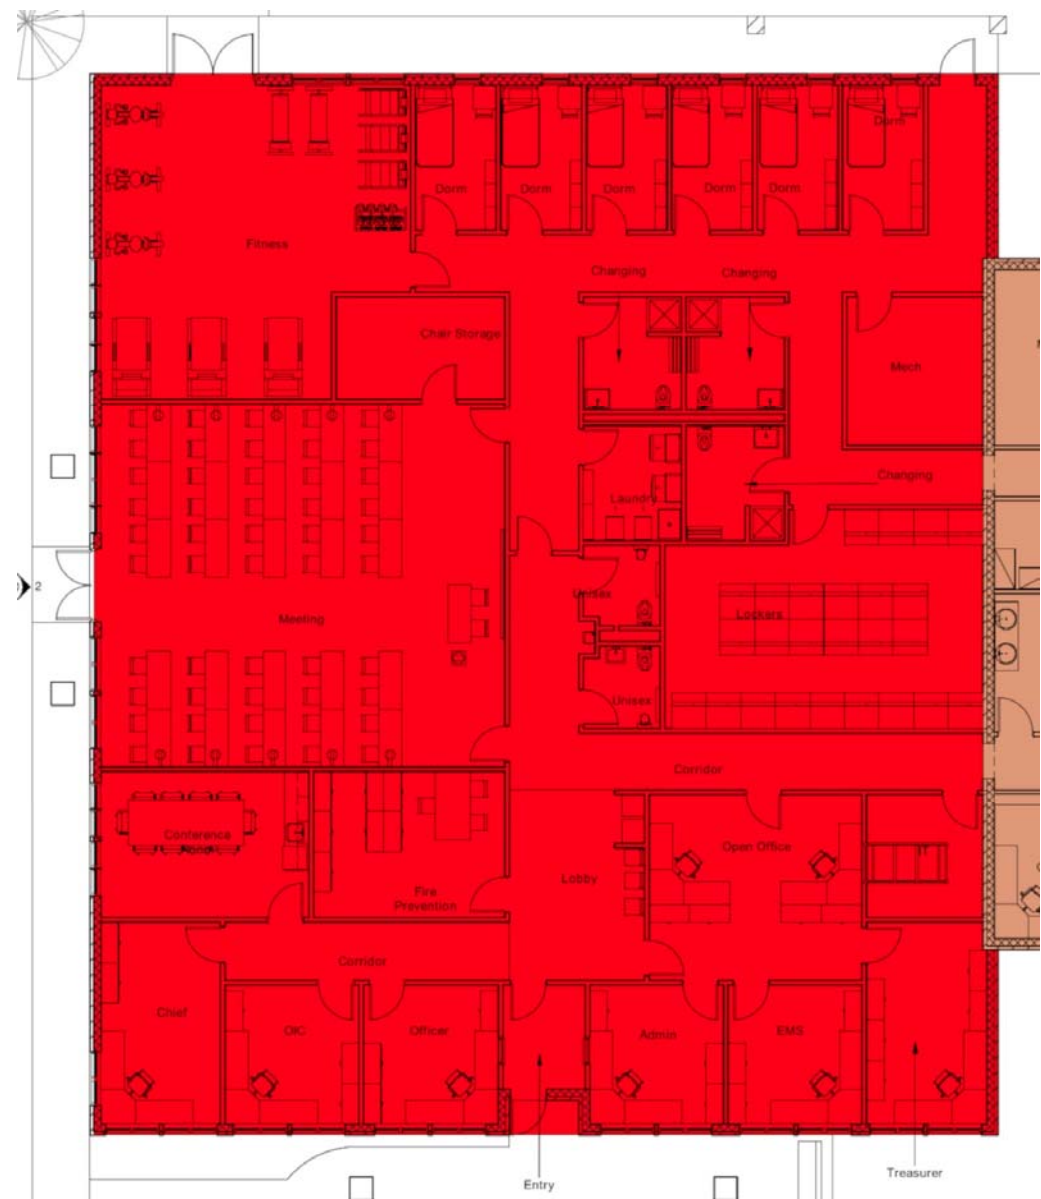 Dorm
Dorm
Dorm
Dorm
Dorm
Dorm
Fitness
Changing
Changing
Chair Storage
Mech
Changing
Laundry
2
Unisex
Lockers
Meeting
Unisex
Corridor
Conference
Open Office
Lobby
Fire
Prevention
Corridor
Chief
OIC
Officer
Admin
EMS
Treasurer
Entry